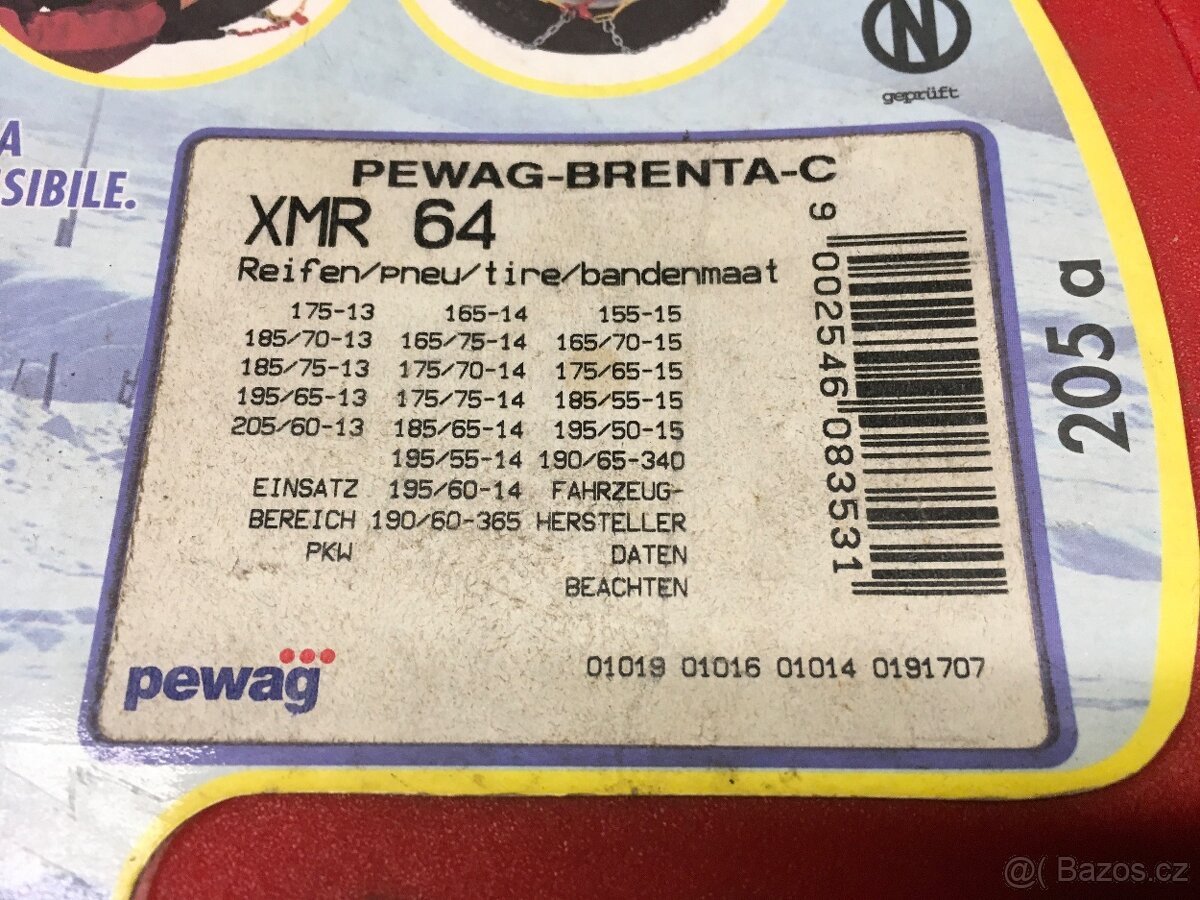 N
geprüft
A
SIBILE.
PEWAG-BRENTA-C
XMR 64
Reifen/pneu/tire/bandenmaat
175-13 165-14 155-15
185/70-13 165/75-14 165/70-15
185/75-13 175/70-14 175/65-15
195/65-13 175/75-14 185/55-15
205/60-13 185/65-14 195/50-15
195/55-14 190/65-340
EINSATZ 195/60-14 FAHRZEUG-
BEREICH 190/60-365 HERSTELLER
PKW DATEN
BEACHTEN
9 002546 083531
205 a
pewag
01019 01016 01014 0191707
@( Bazos.cz